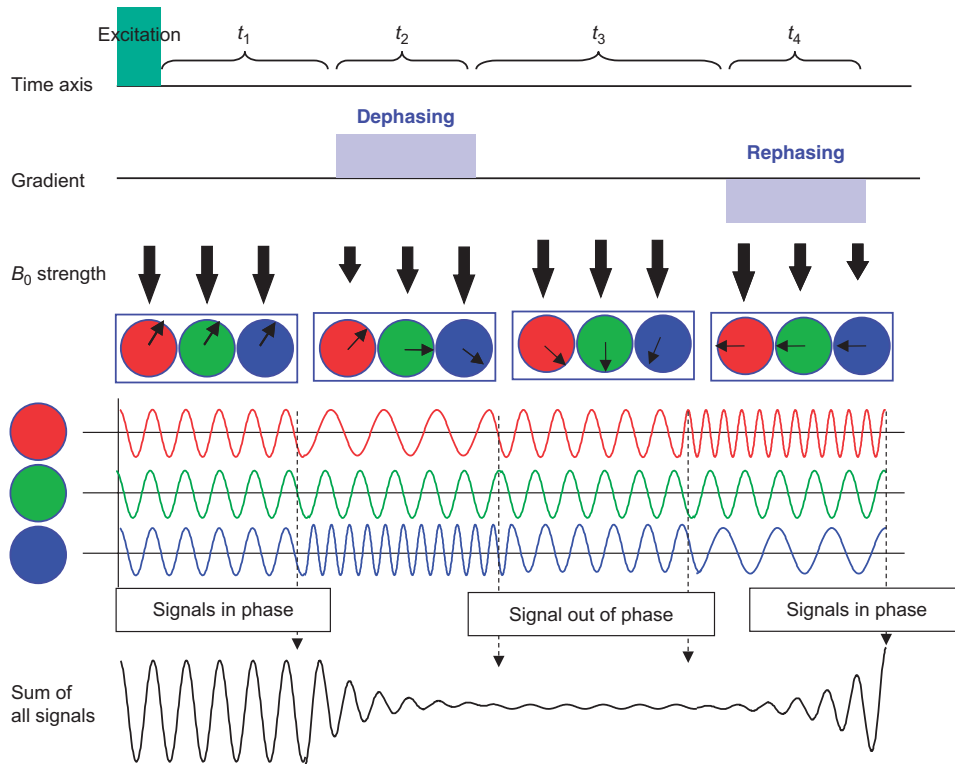 Excitation
t1
t2
t3
t4
Time axis
Dephasing
Rephasing
Gradient
B0 strength
Signals in phase
Signal out of phase
Signals in phase
Sum of
all signals